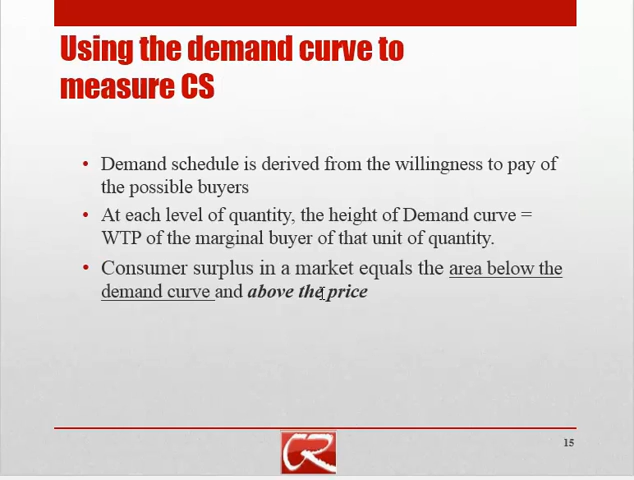 Using the demand curve to
measure CS
• Demand schedule is derived from the willingness to pay of
the possible buyers
• At each level of quantity, the height of Demand curve =
WTP of the marginal buyer of that unit of quantity.
• Consumer surplus in a market equals the area below the
demand curve and above the price
15
CR